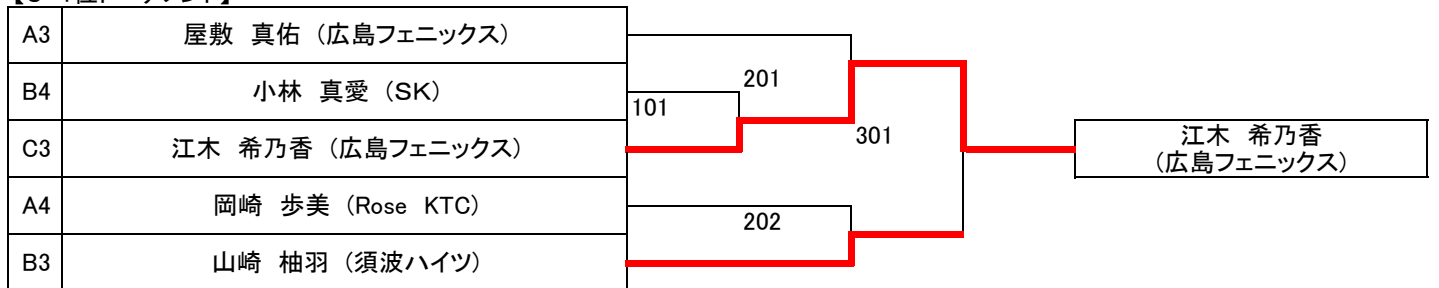 A3 屋敷 真佑 (広島フェニックス)
B4 小林 真愛 (SK)
C3 江木 希乃香 (広島フェニックス)
A4 岡崎 歩美 (Rose KTC)
B3 山崎 柚羽 (須波ハイツ)
101
201
202
301
江木 希乃香
(広島フェニックス)